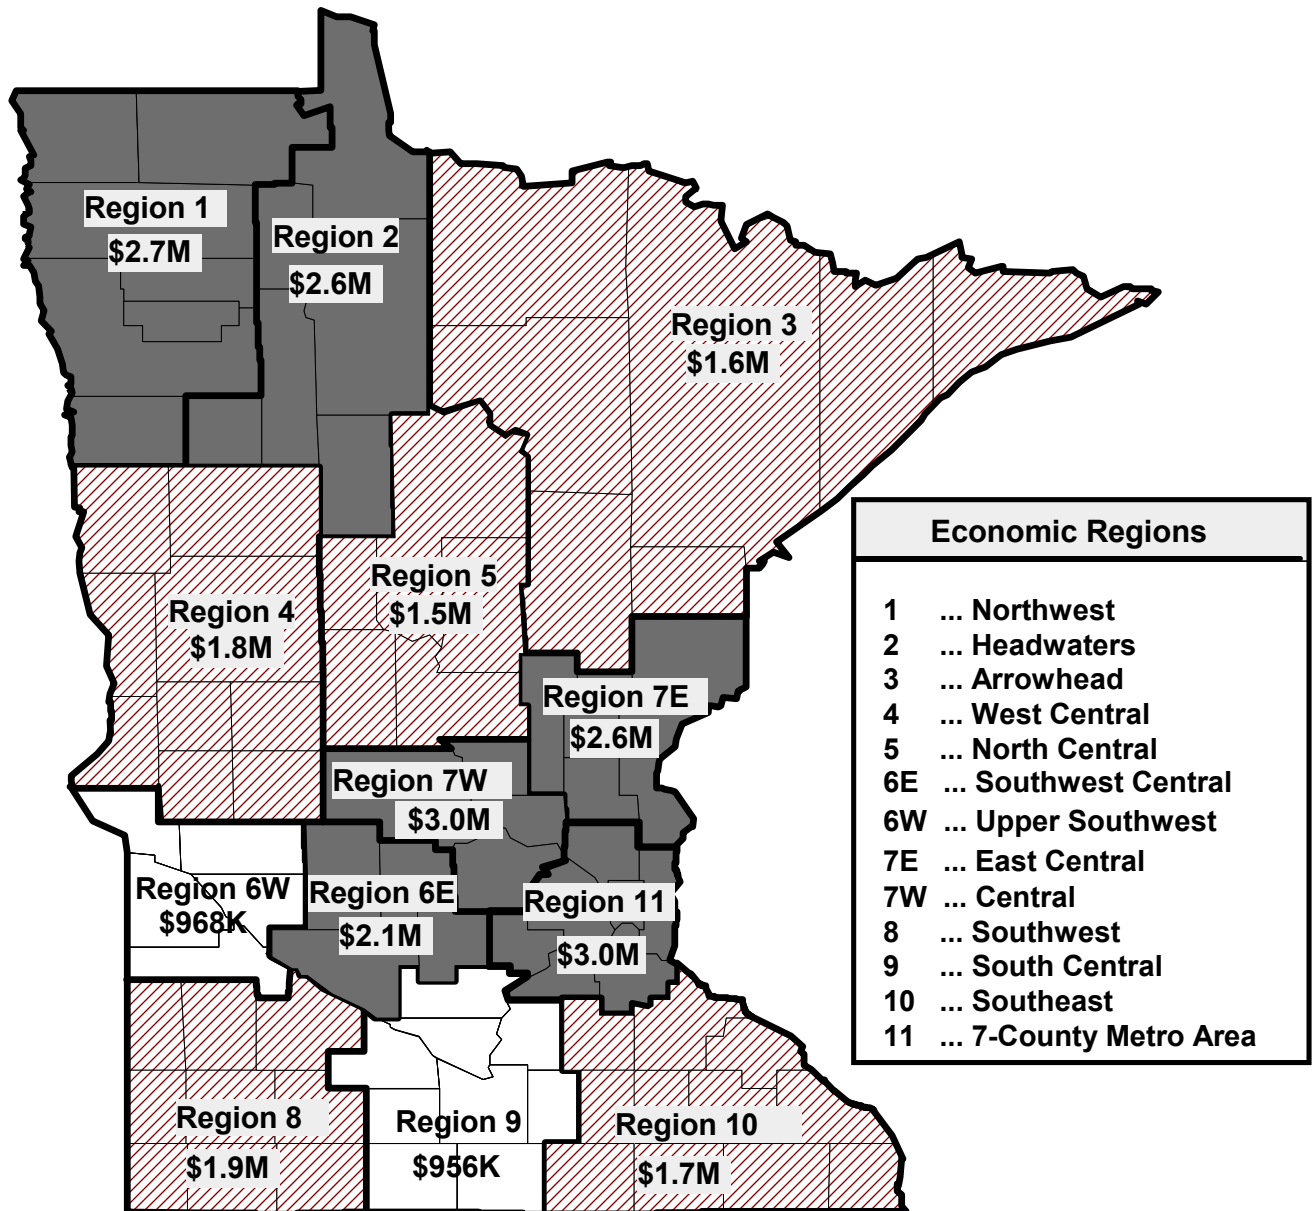 Region 1
$2.7M
Region 2
$2.6M
Region 3
$1.6M
Region 4
$1.8M
Region 5
$1.5M
Region 7E
$2.6M
Region 7W
$3.0M
Region 6W
$968K
Region 6E
$2.1M
Region 11
$3.0M
Region 8
$1.9M
Region 9
$956K
Region 10
$1.7M
Economic Regions
1 ... Northwest
2 ... Headwaters
3 ... Arrowhead
4 ... West Central
5 ... North Central
6E ... Southwest Central
6W ... Upper Southwest
7E ... East Central
7W ... Central
8 ... Southwest
9 ... South Central
10 ... Southeast
11 ... 7-County Metro Area